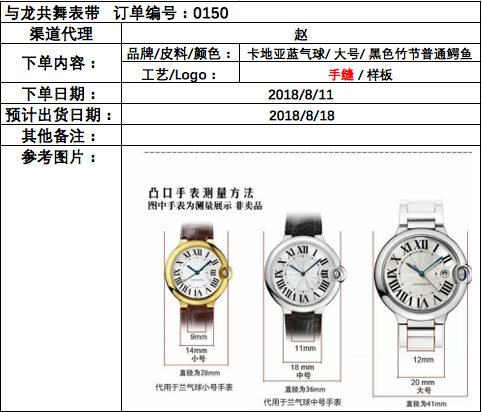 与龙共舞表带 订单编号：0150
渠道代理 赵
下单内容： 品牌/皮料/颜色： 卡地亚蓝气球/ 大号/ 黑色竹节普通鳄鱼
工艺/Logo： 手缝 / 样板
下单日期： 2018/8/11
预计出货日期： 2018/8/18
其他备注：
参考图片：
凸口手表测量方法
图中手表为测量展示 非卖品
9mm
14mm
小号
直径为28mm
代用于兰气球小号手表
11mm
18 mm
中号
直径为36mm
代用于兰气球中号手表
12mm
20 mm
大号
直径为41mm